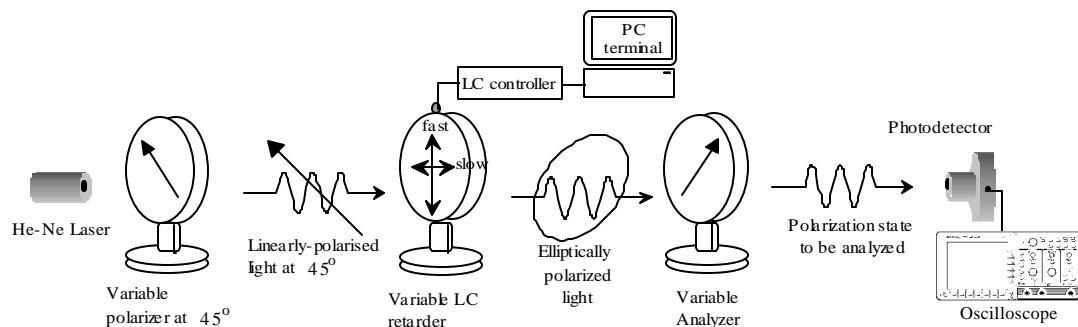 PC
terminal
LC controller
fast
slow
Photodetector
He-Ne Laser
Linearly-polarised
light at 45°
Elliptically
polarized
light
Polarization state
to be analyzed
Variable
polarizer at 45°
Variable LC
retarder
Variable
Analyzer
Oscilloscope